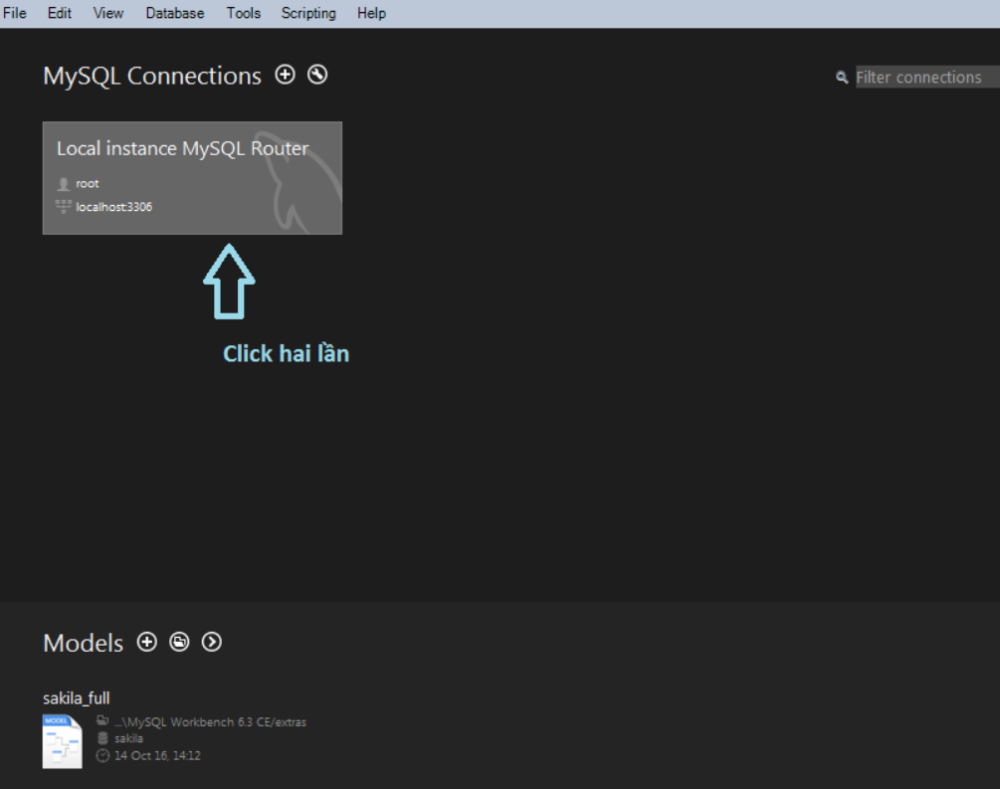 File Edit View Database Tools Scripting Help
MySQL Connections
Filter connections
Local instance MySQL Router
root
localhost:3306
Click hai lần
Models
sakila_full
MODEL
...\MySQL Workbench 6.3 CE/extras
sakila
14 Oct 16, 14:12